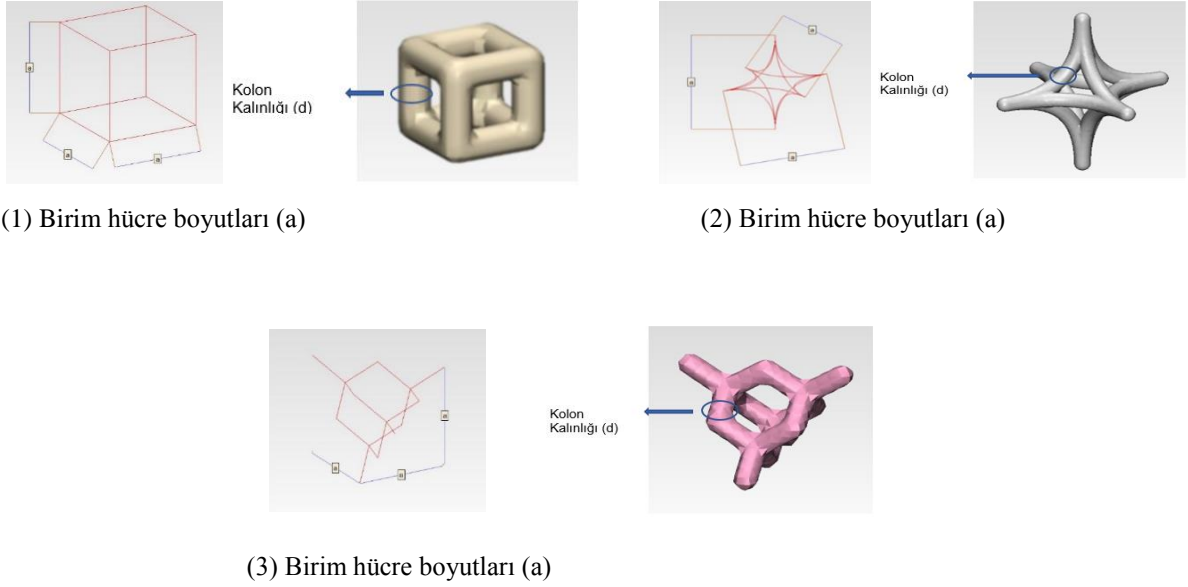 a
a
a
Kolon
Kalınlığı (d)
a
a
a
Kolon
Kalınlığı (d)
(1) Birim hücre boyutları (a)
(2) Birim hücre boyutları (a)
a
a
a
Kolon
Kalınlığı (d)
(3) Birim hücre boyutları (a)